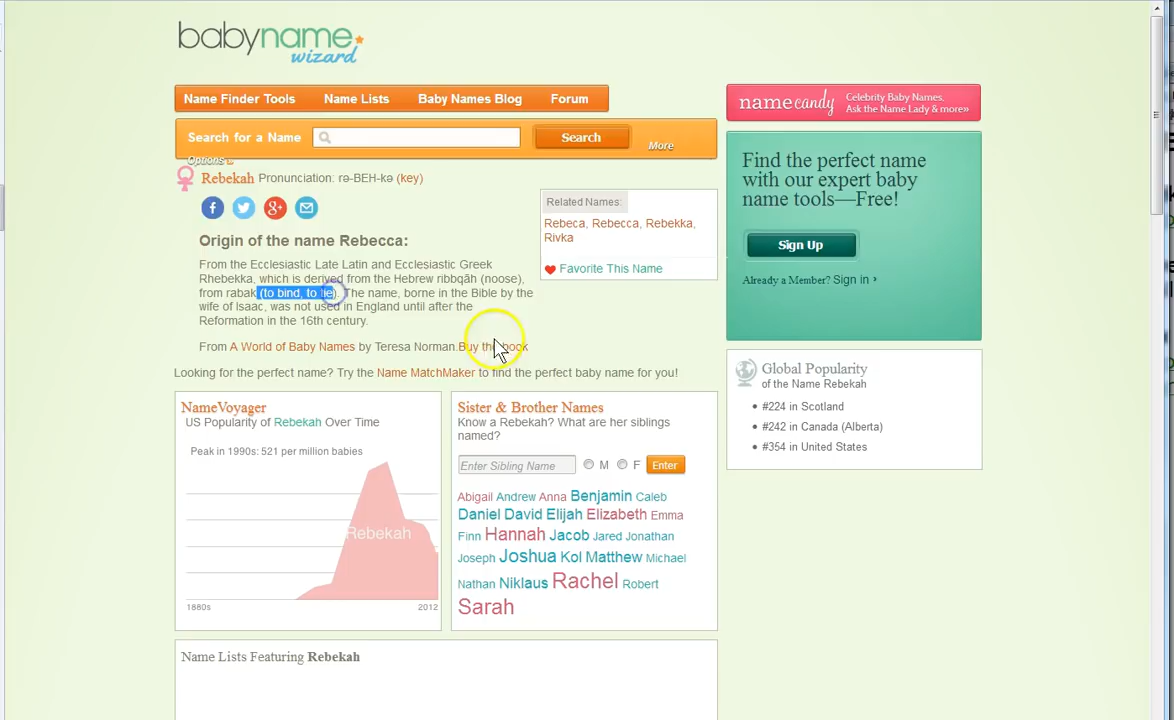 babyname
wizard
Name Finder Tools Name Lists Baby Names Blog Forum
Search for a Name Search More
Options
Rebekah Pronunciation: rə-BEH-kə (key)
Origin of the name Rebecca:
From the Ecclesiastic Late Latin and Ecclesiastic Greek
Rhebekka, which is derived from the Hebrew ribbqāh (noose),
from rabak (to bind, to tie). The name, borne in the Bible by the
wife of Isaac, was not used in England until after the
Reformation in the 16th century.
From A World of Baby Names by Teresa Norman.Buy the book
Related Names:
Rebeca, Rebecca, Rebekka,
Rivka
Favorite This Name
Looking for the perfect name? Try the Name MatchMaker to find the perfect baby name for you!
NameVoyager
US Popularity of Rebekah Over Time
Peak in 1990s: 521 per million babies
Rebekah
1880s 2012
Sister & Brother Names
Know a Rebekah? What are her siblings
named?
Enter Sibling Name M F Enter
Abigail Andrew Anna Benjamin Caleb
Daniel David Elijah Elizabeth Emma
Finn Hannah Jacob Jared Jonathan
Joseph Joshua Kol Matthew Michael
Nathan Niklaus Rachel Robert
Sarah
Name Lists Featuring Rebekah
namecandy Celebrity Baby Names,
Ask the Name Lady & more»
Find the perfect name
with our expert baby
name tools—Free!
Sign Up
Already a Member? Sign in ›
Global Popularity
of the Name Rebekah
• #224 in Scotland
• #242 in Canada (Alberta)
• #354 in United States